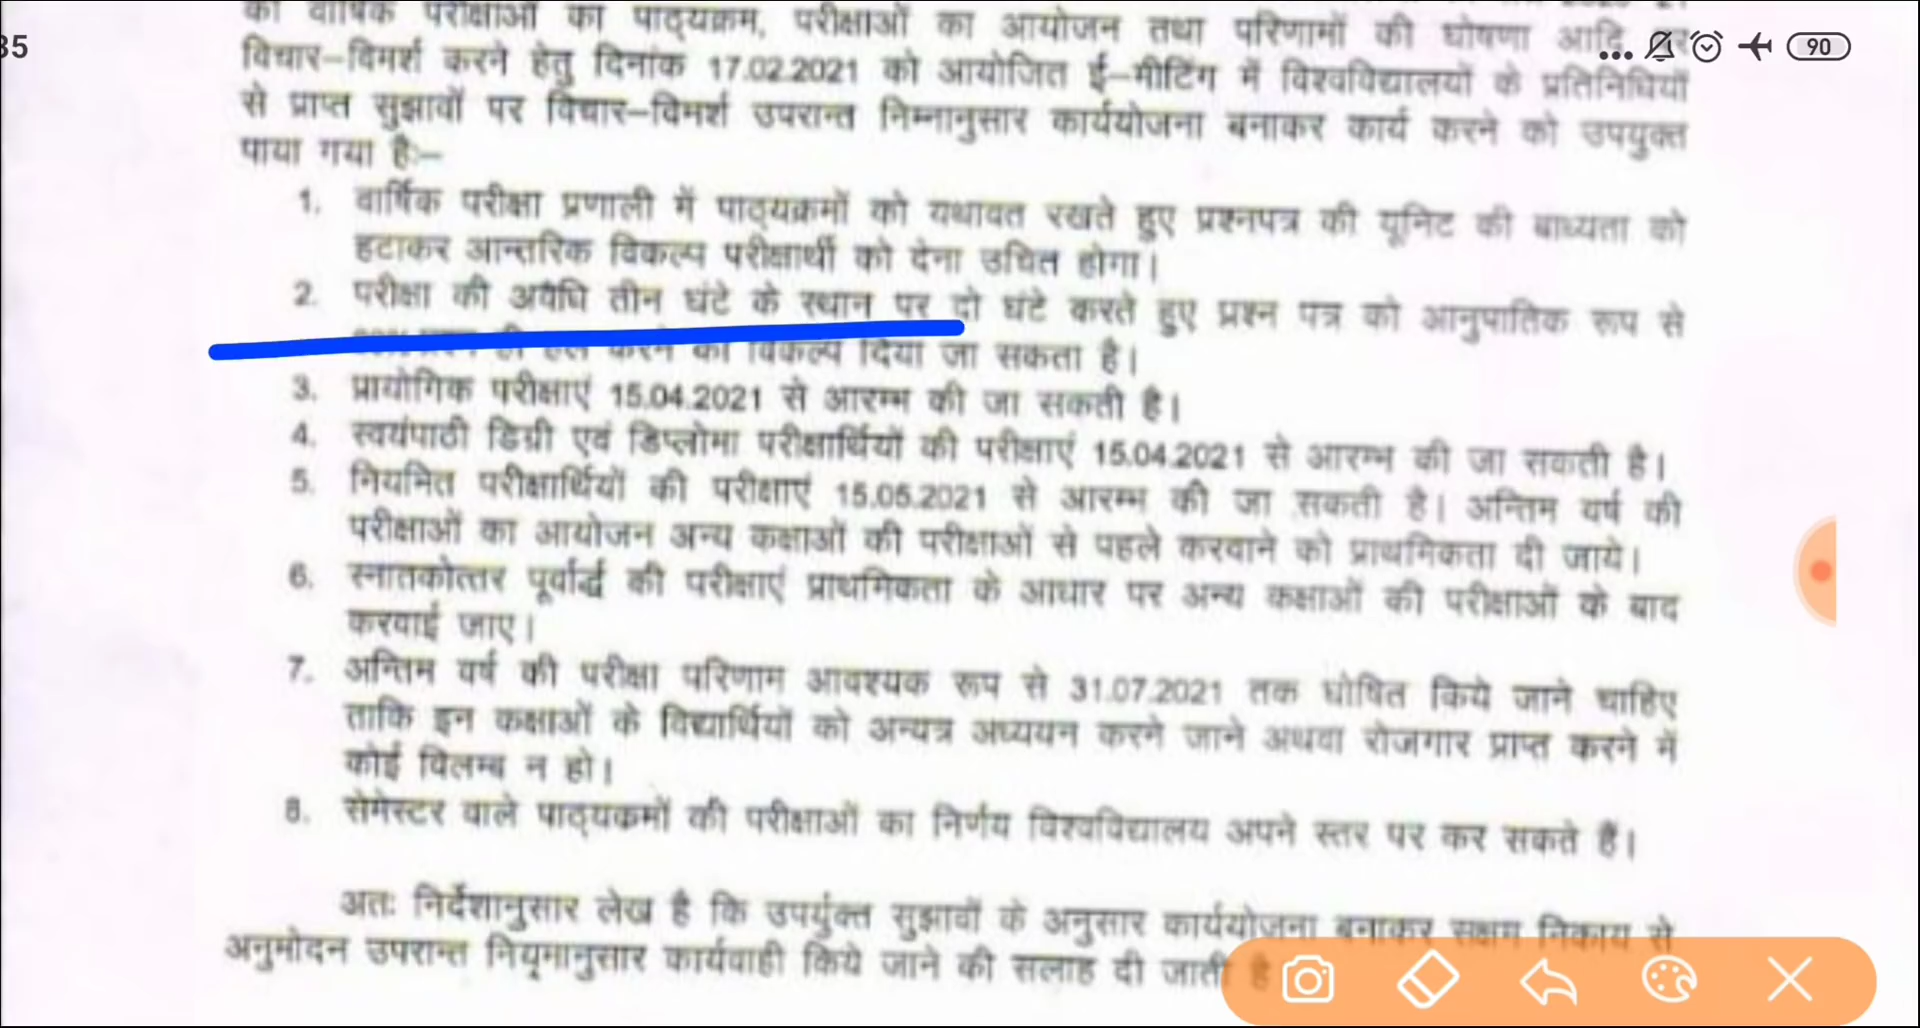 35
की वार्षिक परीक्षाओं का पाठ्यक्रम, परीक्षाओं का आयोजन तथा परिणामों की घोषणा आदि
90
विचार–विमर्श करने हेतु दिनांक 17.02.2021 को आयोजित ई–मीटिंग में विश्वविद्यालयों के प्रतिनिधियों
से प्राप्त सुझावों पर विचार–विमर्श उपरान्त निम्नानुसार कार्ययोजना बनाकर कार्य करने को उपयुक्त
पाया गया है:–
1. वार्षिक परीक्षा प्रणाली में पाठ्यक्रमों को यथावत रखते हुए प्रश्नपत्र की यूनिट की बाध्यता को
हटाकर आन्तरिक विकल्प परीक्षार्थी को देना उचित होगा।
2. परीक्षा की अवधि तीन घंटे के स्थान पर दो घंटे करते हुए प्रश्न पत्र को आनुपातिक रूप से
ही हल करने का विकल्प दिया जा सकता है।
3. प्रायोगिक परीक्षाएं 15.04.2021 से आरम्भ की जा सकती है।
4. स्वयंपाठी डिग्री एवं डिप्लोमा परीक्षार्थियों की परीक्षाएं 15.04.2021 से आरम्भ की जा सकती है।
5. नियमित परीक्षार्थियों की परीक्षाएं 15.05.2021 से आरम्भ की जा सकती है। अन्तिम वर्ष की
परीक्षाओं का आयोजन अन्य कक्षाओं की परीक्षाओं से पहले करवाने को प्राथमिकता दी जाये।
6. स्नातकोत्तर पूर्वार्द्ध की परीक्षाएं प्राथमिकता के आधार पर अन्य कक्षाओं की परीक्षाओं के बाद
करवाई जाए।
7. अन्तिम वर्ष की परीक्षा परिणाम आवश्यक रूप से 31.07.2021 तक घोषित किये जाने चाहिए
ताकि इन कक्षाओं के विद्यार्थियों को अन्यत्र अध्ययन करने जाने अथवा रोजगार प्राप्त करने में
कोई विलम्ब न हो।
8. सेमेस्टर वाले पाठ्यकमों की परीक्षाओं का निर्णय विश्वविद्यालय अपने स्तर पर कर सकते हैं।
अतः निर्देशानुसार लेख है कि उपर्युक्त सुझावों के अनुसार कार्ययोजना बनाकर सक्षम निकाय से
अनुमोदन उपरान्त नियमानुसार कार्यवाही किये जाने की सलाह दी जाती है